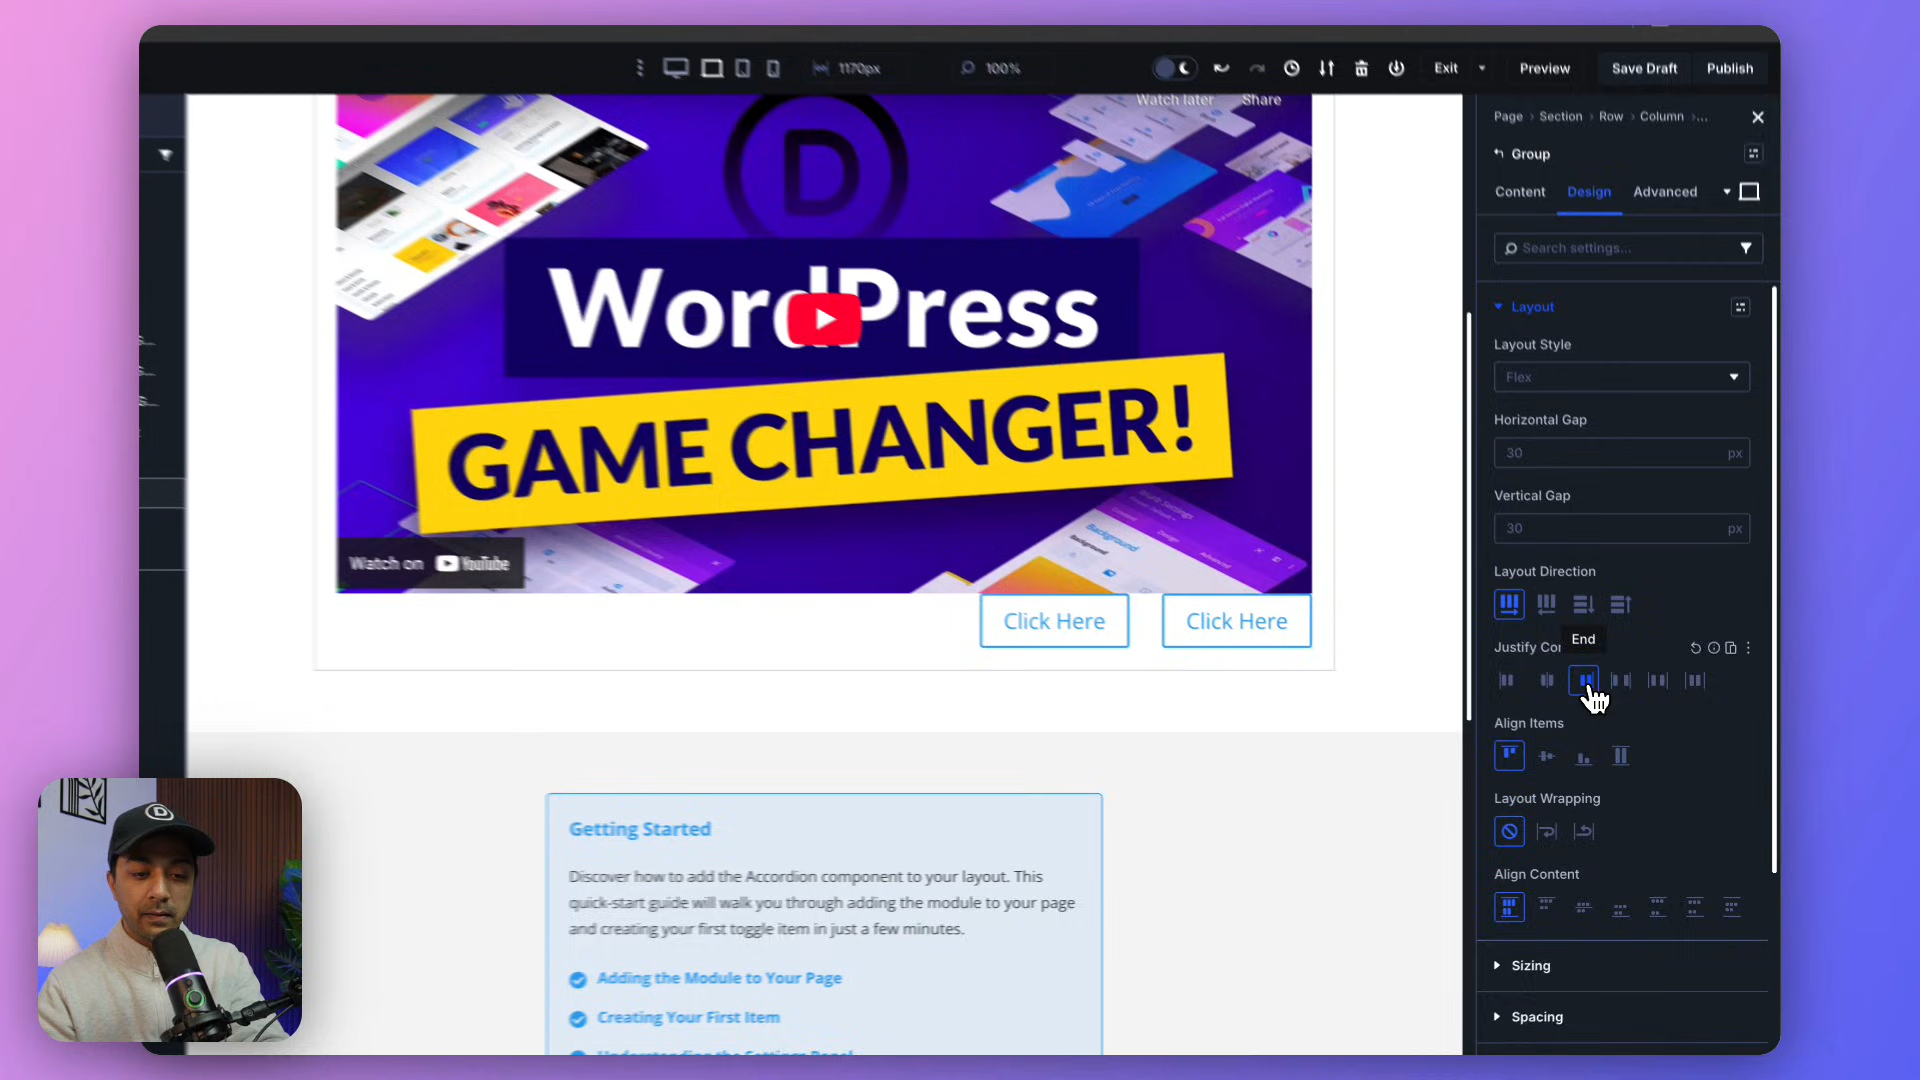 1170px
100%
Exit
Preview
Save Draft
Publish
Watch later
Share
D
WordPress
GAME CHANGER!
Watch on YouTube
Click Here
Click Here
Getting Started
Discover how to add the Accordion component to your layout. This
quick-start guide will walk you through adding the module to your page
and creating your first toggle item in just a few minutes.
Adding the Module to Your Page
Creating Your First Item
Understanding the Settings Panel
Page › Section › Row › Column › ...
Group
Content
Design
Advanced
Search settings...
Layout
Layout Style
Flex
Horizontal Gap
30
px
Vertical Gap
30
px
Layout Direction
End
Justify Con
Align Items
Layout Wrapping
Align Content
Sizing
Spacing